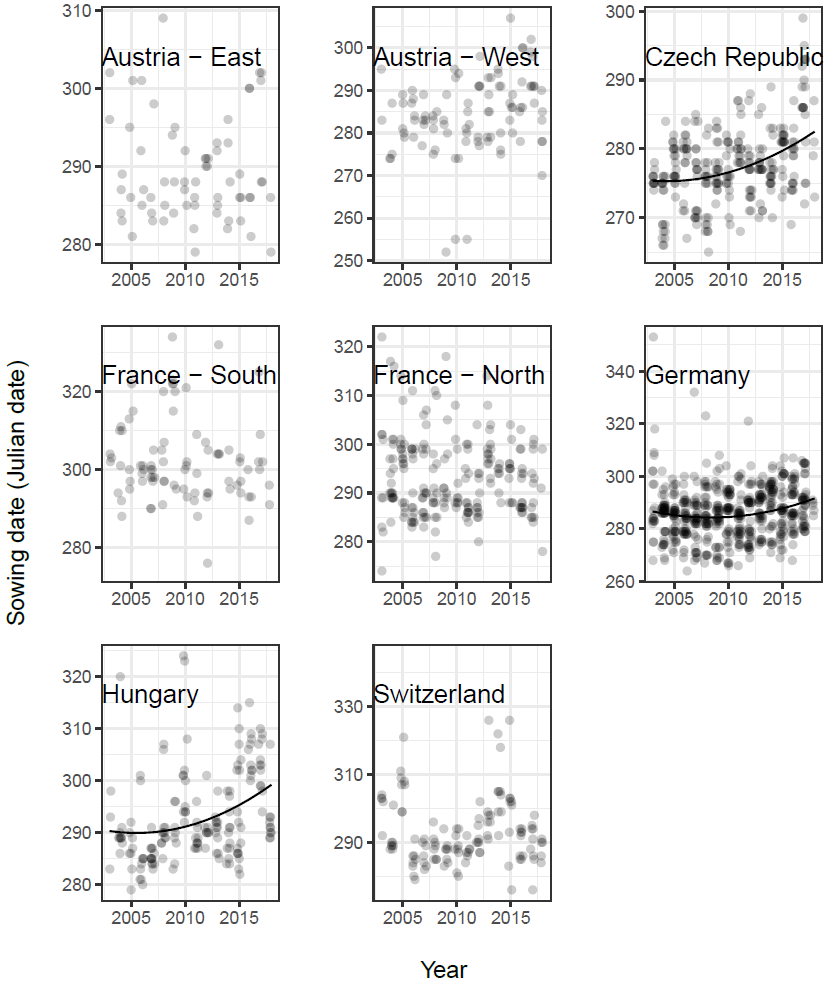 310
300
290
280
Austria − East
2005 2010 2015
300
290
280
270
260
250
Austria − West
2005 2010 2015
300
290
280
270
Czech Republic
2005 2010 2015
Sowing date (Julian date)
320
300
280
France − South
2005 2010 2015
320
310
300
290
280
France − North
2005 2010 2015
340
320
300
280
260
Germany
2005 2010 2015
320
310
300
290
280
Hungary
2005 2010 2015
330
310
290
Switzerland
2005 2010 2015
Year